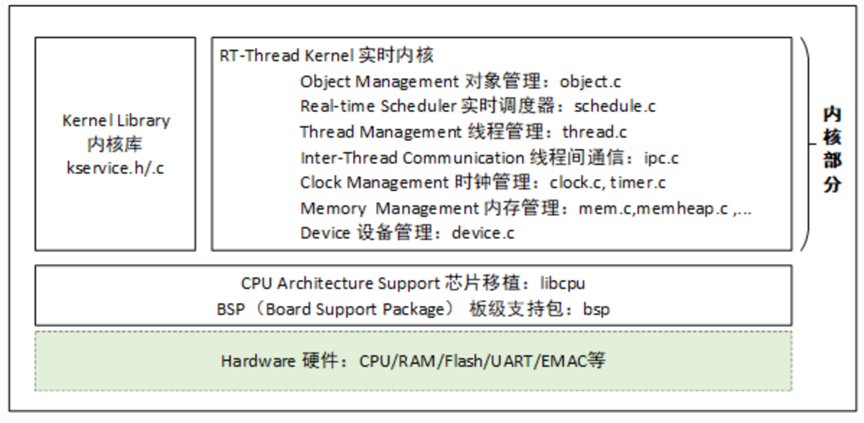 Kernel Library
内核库
kservice.h/.c
RT-Thread Kernel 实时内核
Object Management 对象管理：object.c
Real-time Scheduler 实时调度器：schedule.c
Thread Management 线程管理：thread.c
Inter-Thread Communication 线程间通信：ipc.c
Clock Management 时钟管理：clock.c, timer.c
Memory Management 内存管理：mem.c,memheap.c ,...
Device 设备管理：device.c
内核部分
CPU Architecture Support 芯片移植：libcpu
BSP（Board Support Package） 板级支持包：bsp
Hardware 硬件：CPU/RAM/Flash/UART/EMAC等